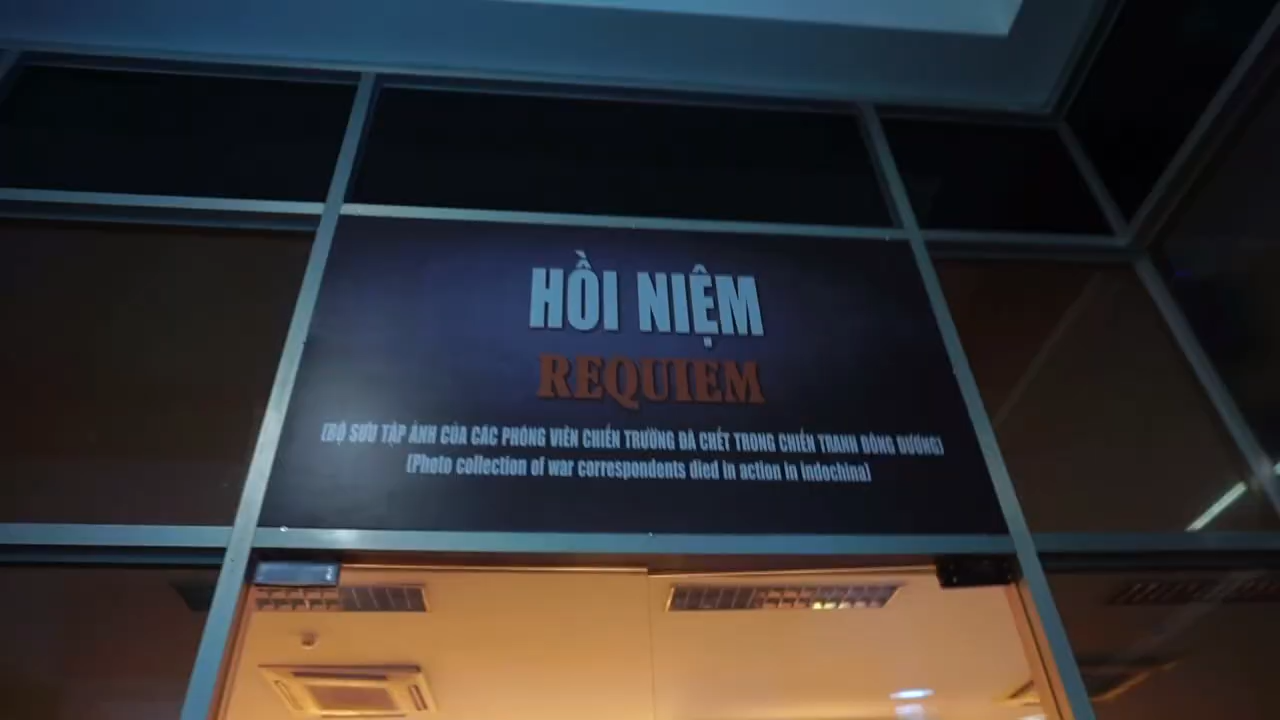 HỒI NIỆM
REQUIEM
(BỘ SƯU TẬP ẢNH CỦA CÁC PHÓNG VIÊN CHIẾN TRƯỜNG ĐÃ CHẾT TRONG CHIẾN TRANH ĐÔNG DƯƠNG)
(Photo collection of war correspondents died in action in Indochina)